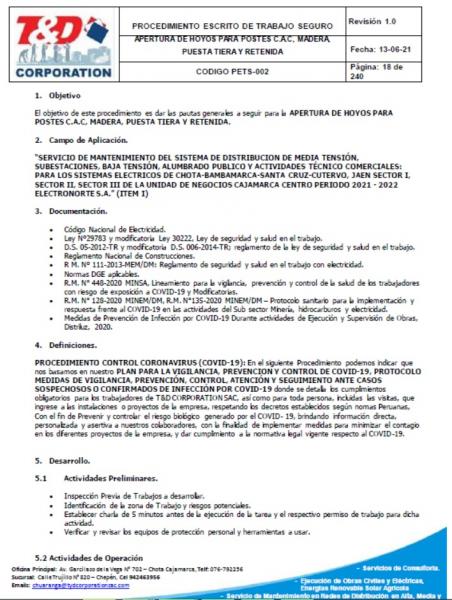 T&D
CORPORATION
PROCEDIMIENTO ESCRITO DE TRABAJO SEGURO
APERTURA DE HOYOS PARA POSTES C.A.C, MADERA,
PUESTA TIERA Y RETENIDA
CODIGO PETS-002
Revisión 1.0
Fecha: 13-06-21
Página: 18 de
240
1. Objetivo
El objetivo de este procedimiento es dar las pautas generales a seguir para la APERTURA DE HOYOS PARA
POSTES C.A.C, MADERA, PUESTA TIERA Y RETENIDA.
2. Campo de Aplicación.
"SERVICIO DE MANTENIMIENTO DEL SISTEMA DE DISTRIBUCION DE MEDIA TENSIÓN,
SUBESTACIONES, BAJA TENSIÓN, ALUMBRADO PUBLICO Y ACTIVIDADES TÉCNICO COMERCIALES:
PARA LOS SISTEMAS ELECTRICOS DE CHOTA-BAMBAMARCA-SANTA CRUZ-CUTERVO, JAEN SECTOR I,
SECTOR II, SECTOR III DE LA UNIDAD DE NEGOCIOS CAJAMARCA CENTRO PERIODO 2021 - 2022
ELECTRONORTE S.A." (ITEM I)
3. Documentación.
• Código Nacional de Electricidad.
• Ley N°29783 y modificatoria Ley 30222, Ley de seguridad y salud en el trabajo.
• D.S. 05-2012-TR y modificatoria D.S. 006-2014-TR; reglamento de la ley de seguridad y salud en el trabajo.
• Reglamento Nacional de Construcciones.
• R.M. N° 111-2013-MEM/DM: Reglamento de seguridad y salud en el trabajo con electricidad.
• Normas DGE aplicables.
• R.M. N° 448-2020 MINSA, Lineamiento para la vigilancia, prevención y control de la salud de los trabajadores
con riesgo de exposición a COVID-19 y Modificatorias.
• R.M. N° 128-2020 MINEM/DM, R.M. N°135-2020 MINEM/DM – Protocolo sanitario para la implementación y
respuesta frente al COVID-19 en las actividades del Sub sector Minería, hidrocarburos y electricidad.
• Medidas de Prevención de Infección por COVID-19 Durante actividades de Ejecución y Supervisión de Obras,
Distriluz, 2020.
4. Definiciones.
PROCEDIMIENTO CONTROL CORONAVIRUS (COVID-19): En el siguiente Procedimiento podemos indicar que
nos basamos en nuestro PLAN PARA LA VIGILANCIA, PREVENCION Y CONTROL DE COVID-19, PROTOCOLO
MEDIDAS DE VIGILANCIA, PREVENCIÓN, CONTROL, ATENCIÓN Y SEGUIMIENTO ANTE CASOS
SOSPECHOSOS O CONFIRMADOS DE INFECCIÓN POR COVID-19 donde se detalla los cumplimientos
obligatorios para los trabajadores de T&D CORPORATION SAC, así como para toda persona, incluidas las visitas, que
ingrese a las instalaciones o proyectos de la empresa, respetando los decretos establecidos según normas Peruanas,
Con el fin de Prevenir y controlar el riesgo biológico generado por el COVID- 19, brindando información directa,
personalizada y asertiva a nuestros colaboradores, con la finalidad de implementar medidas para minimizar el contagio
en los diferentes proyectos de la empresa, y dar cumplimiento a la normativa legal vigente respecto al COVID-19.
5. Desarrollo.
5.1 Actividades Preliminares.
• Inspección Previa de Trabajos a desarrollar.
• Identificación de la zona de Trabajo y riesgos potenciales.
• Establecer charla de 5 minutos antes de la ejecución de la tarea y el respectivo permiso de trabajo para dicha
actividad.
• Verificar y revisar los equipos de protección personal y herramientas a usar.
5.2 Actividades de Operación
Oficina Principal: Av. Garcilaso de la Vega N° 702 – Chota Cajamarca, Telf: 076-792256
Sucursal: Calle Trujillo N° 820 – Chepén, Cel 942463956
Email: chuaranga@tydcorporationsac.com
- Servicios de Consultoría.
- Ejecución de Obras Civiles y Eléctricas,
Energías Renovable Solar Agrícola
- Servicio de Mantenimiento en Redes de Distribución en Alta, Media y